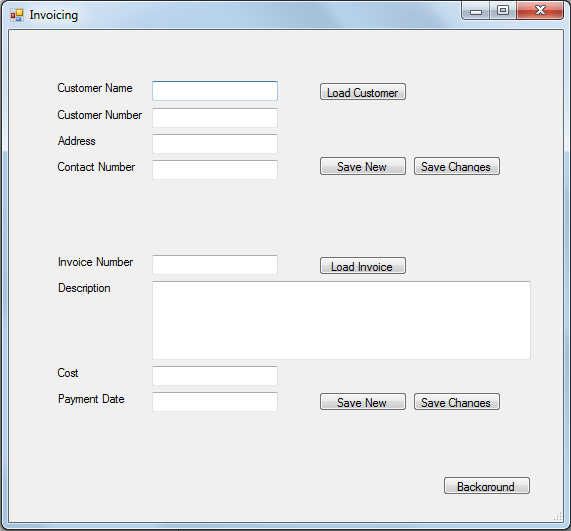 Invoicing
Customer Name
Load Customer
Customer Number
Address
Contact Number
Save New
Save Changes
Invoice Number
Load Invoice
Description
Cost
Payment Date
Save New
Save Changes
Background